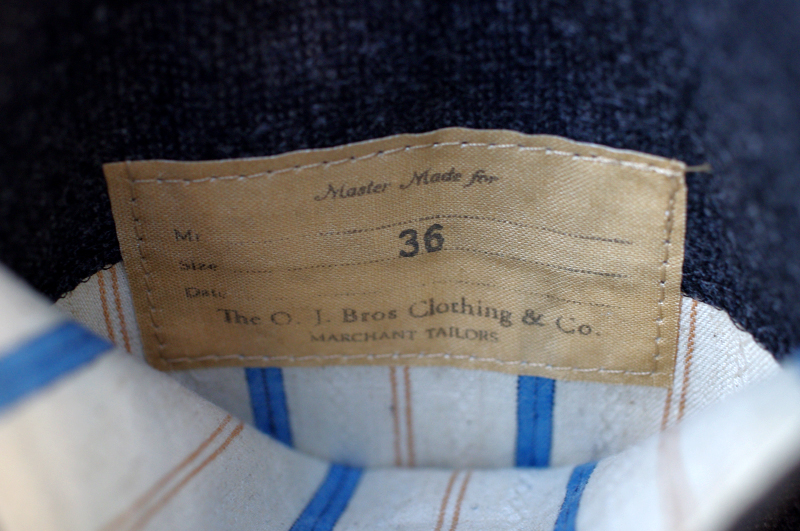 Master Made for
Mr
Size 36
Date
The O. J. Bros Clothing & Co.
MARCHANT TAILORS